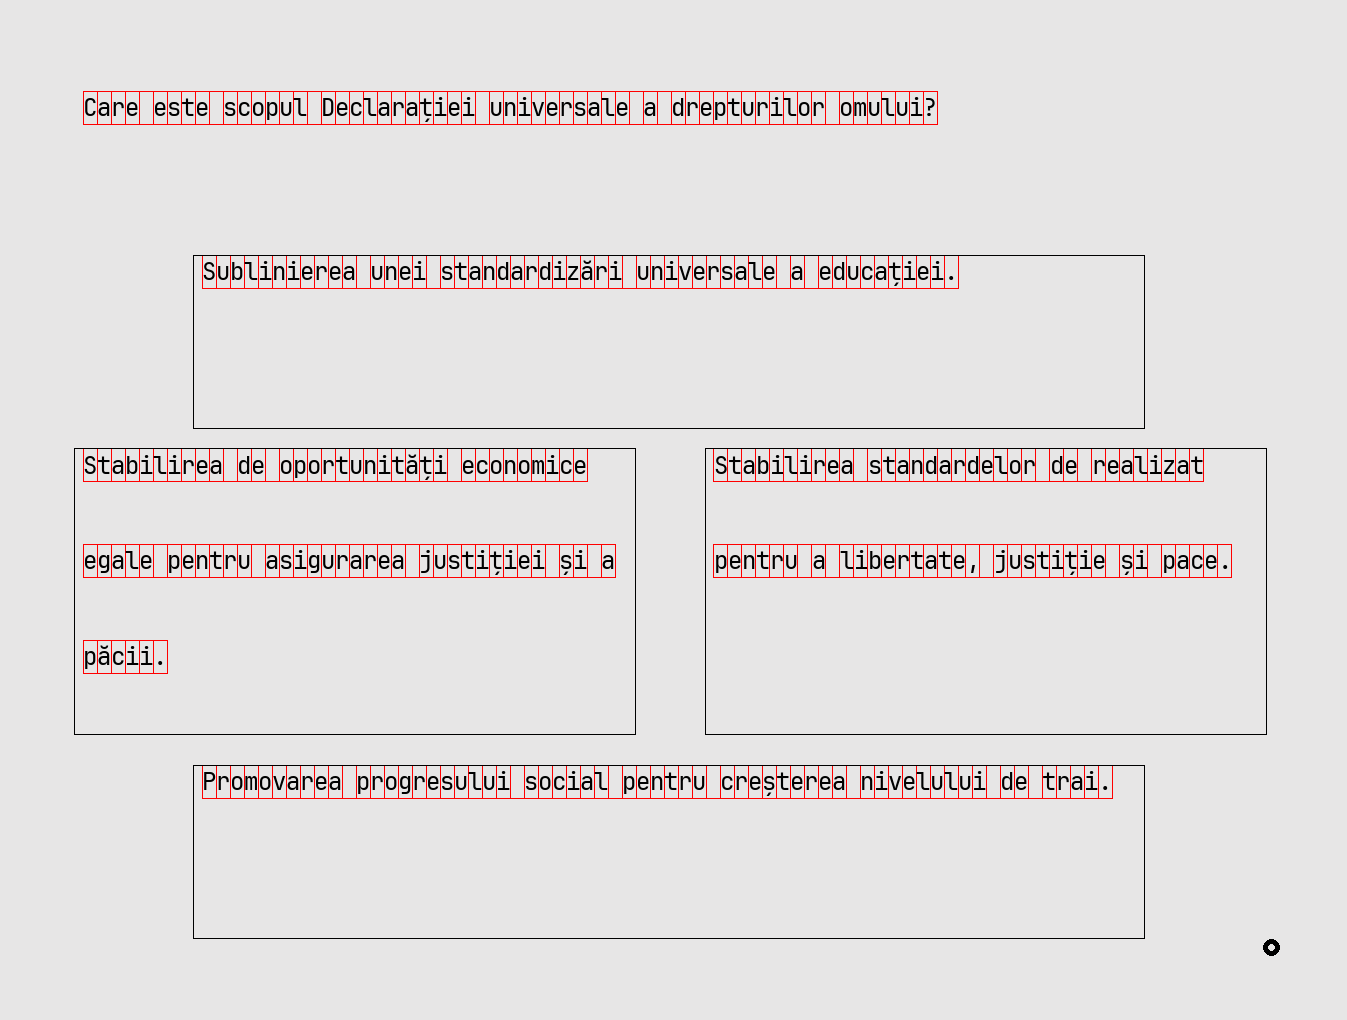 Care este scopul Declarației universale a drepturilor omului?
Sublinierea unei standardizări universale a educației.
Stabilirea de oportunități economice
egale pentru asigurarea justiției și a
păcii.
Stabilirea standardelor de realizat
pentru a libertate, justiție și pace.
Promovarea progresului social pentru creșterea nivelului de trai.